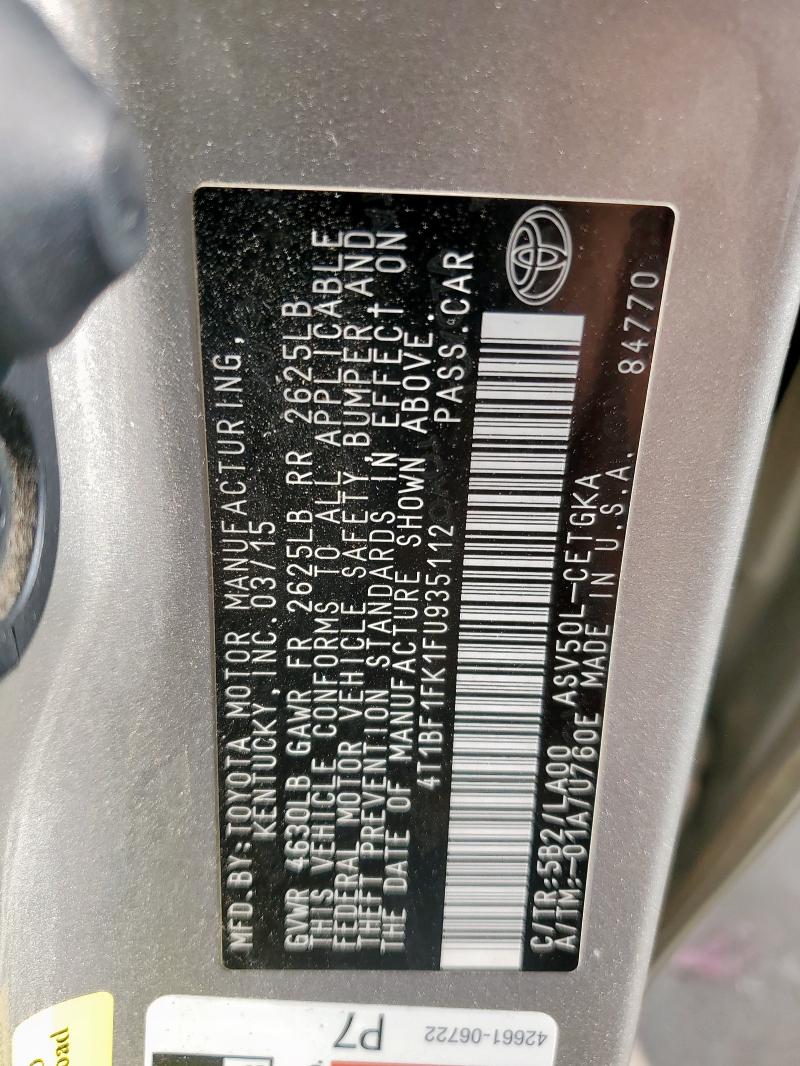 MFD.BY:TOYOTA MOTOR MANUFACTURING,
KENTUCKY,INC.03/15
GVWR 4630LB GAWR FR 2625LB RR 2625LB
THIS VEHICLE CONFORMS TO ALL APPLICABLE
FEDERAL MOTOR VEHICLE SAFETY,BUMPER AND
THEFT PREVENTION STANDARDS IN EFFECT ON
THE DATE OF MANUFACTURE SHOWN ABOVE.
4T1BF1FK1FU935112 PASS.CAR
C/TR:5B2/LA00 ASV50L-CETGKA
A/TM:-01A/U760E MADE IN U.S.A. 84770
P7
42661-06722
oad